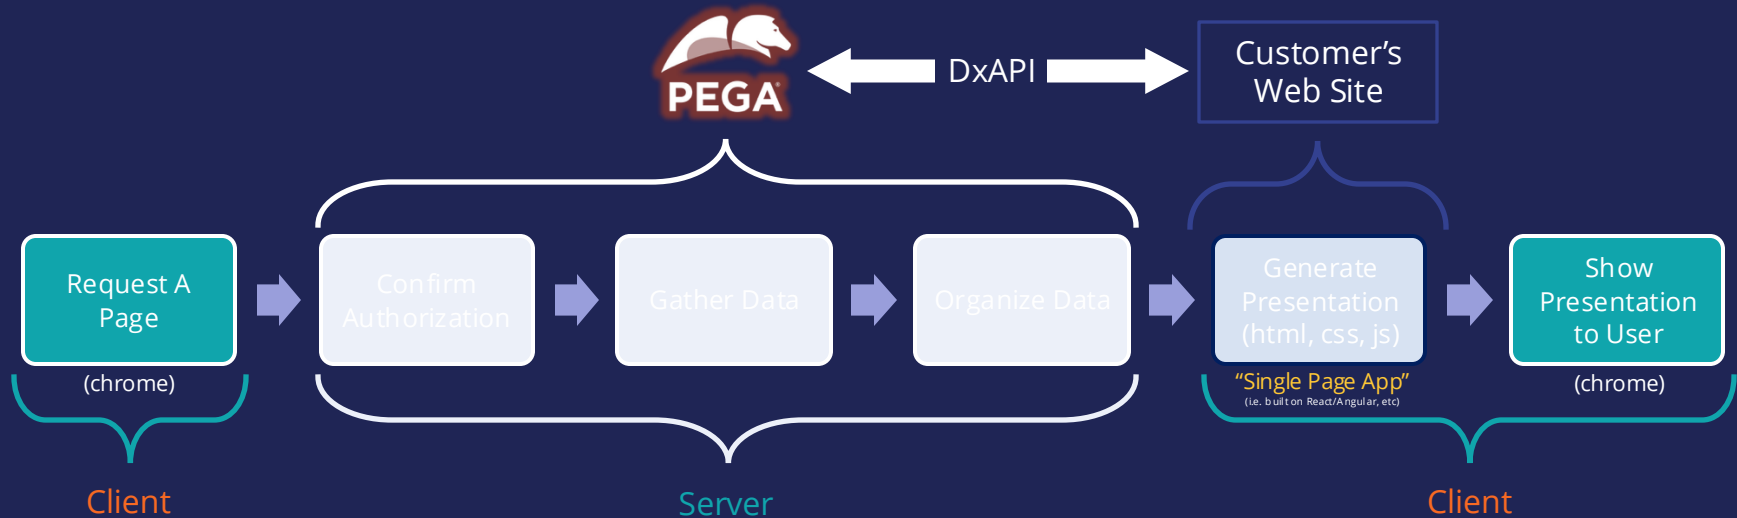 PEGA
DxAPI
Customer’s
Web Site
Request A
Page
Confirm
Authorization
Gather Data
Organize Data
Generate
Presentation
(html, css, js)
Show
Presentation
to User
(chrome)
“Single Page App”
(i.e. built on React/Angular, etc)
(chrome)
Client
Server
Client